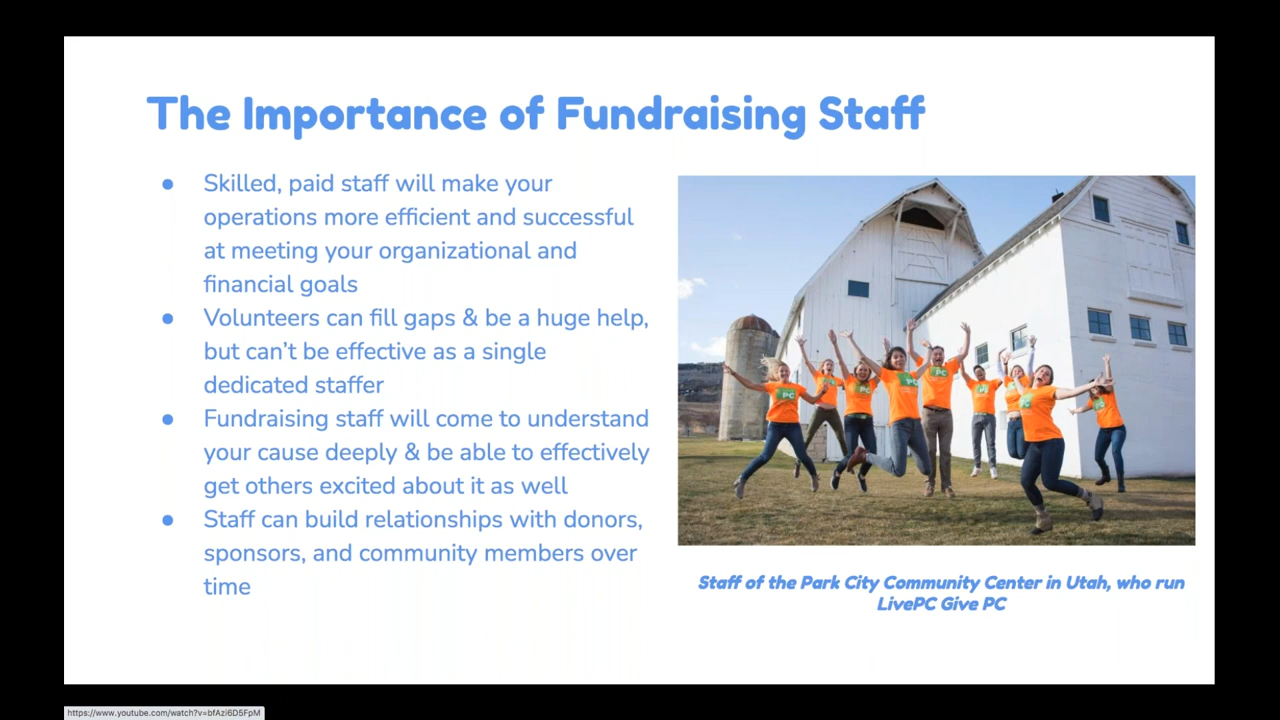 The Importance of Fundraising Staff
● Skilled, paid staff will make your
operations more efficient and successful
at meeting your organizational and
financial goals
● Volunteers can fill gaps & be a huge help,
but can’t be effective as a single
dedicated staffer
● Fundraising staff will come to understand
your cause deeply & be able to effectively
get others excited about it as well
● Staff can build relationships with donors,
sponsors, and community members over
time
PC
PC
PC
Staff of the Park City Community Center in Utah, who run
LivePC Give PC
https://www.youtube.com/watch?v=bfAzi6D5FpM